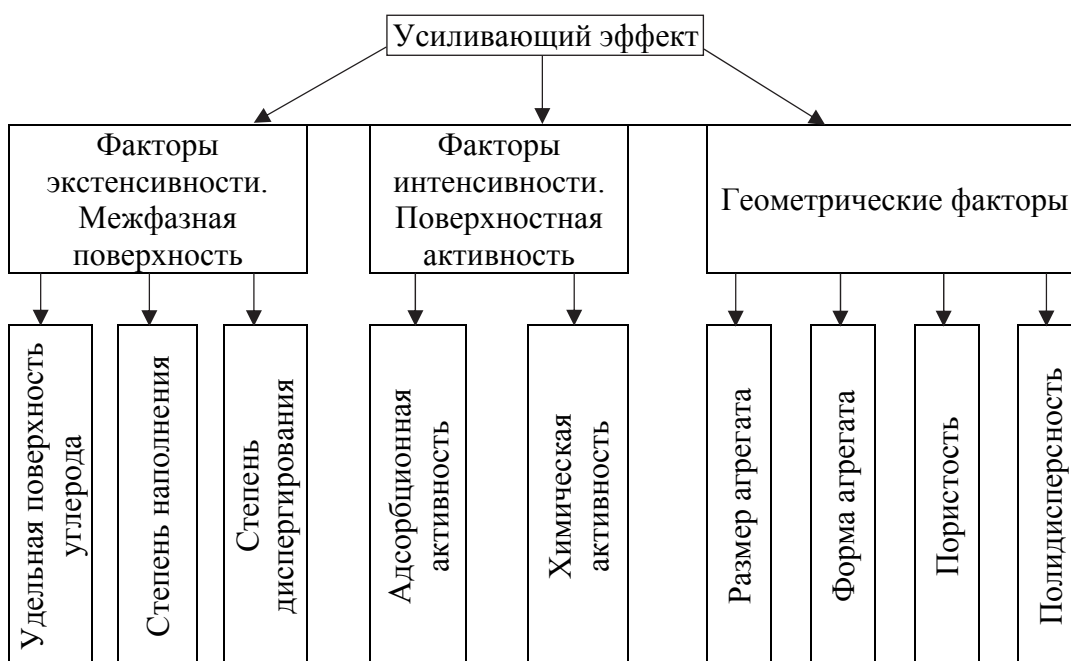 Усиливающий эффект
Факторы
экстенсивности.
Межфазная
поверхность
Факторы
интенсивности.
Поверхностная
активность
Геометрические факторы
Удельная поверхность
углерода
Степень наполнения
Степень
диспергирования
Адсорбционная
активность
Химическая
активность
Размер агрегата
Форма агрегата
Пористость
Полидисперсность